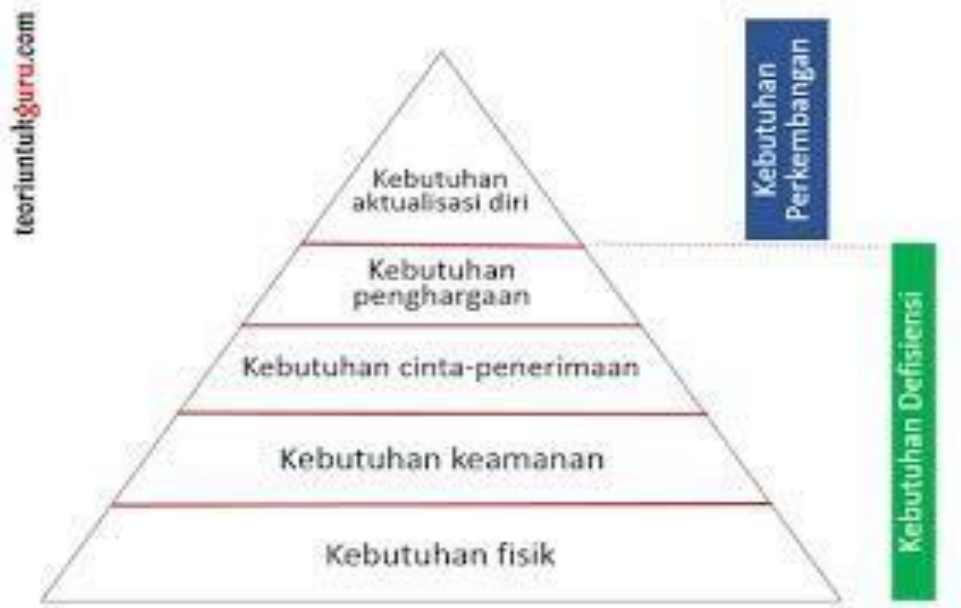 teoriuntukguru.com
Kebutuhan
aktualisasi diri
Kebutuhan
penghargaan
Kebutuhan cinta-penerimaan
Kebutuhan keamanan
Kebutuhan fisik
Kebutuhan
Perkembangan
Kebutuhan Defisiensi